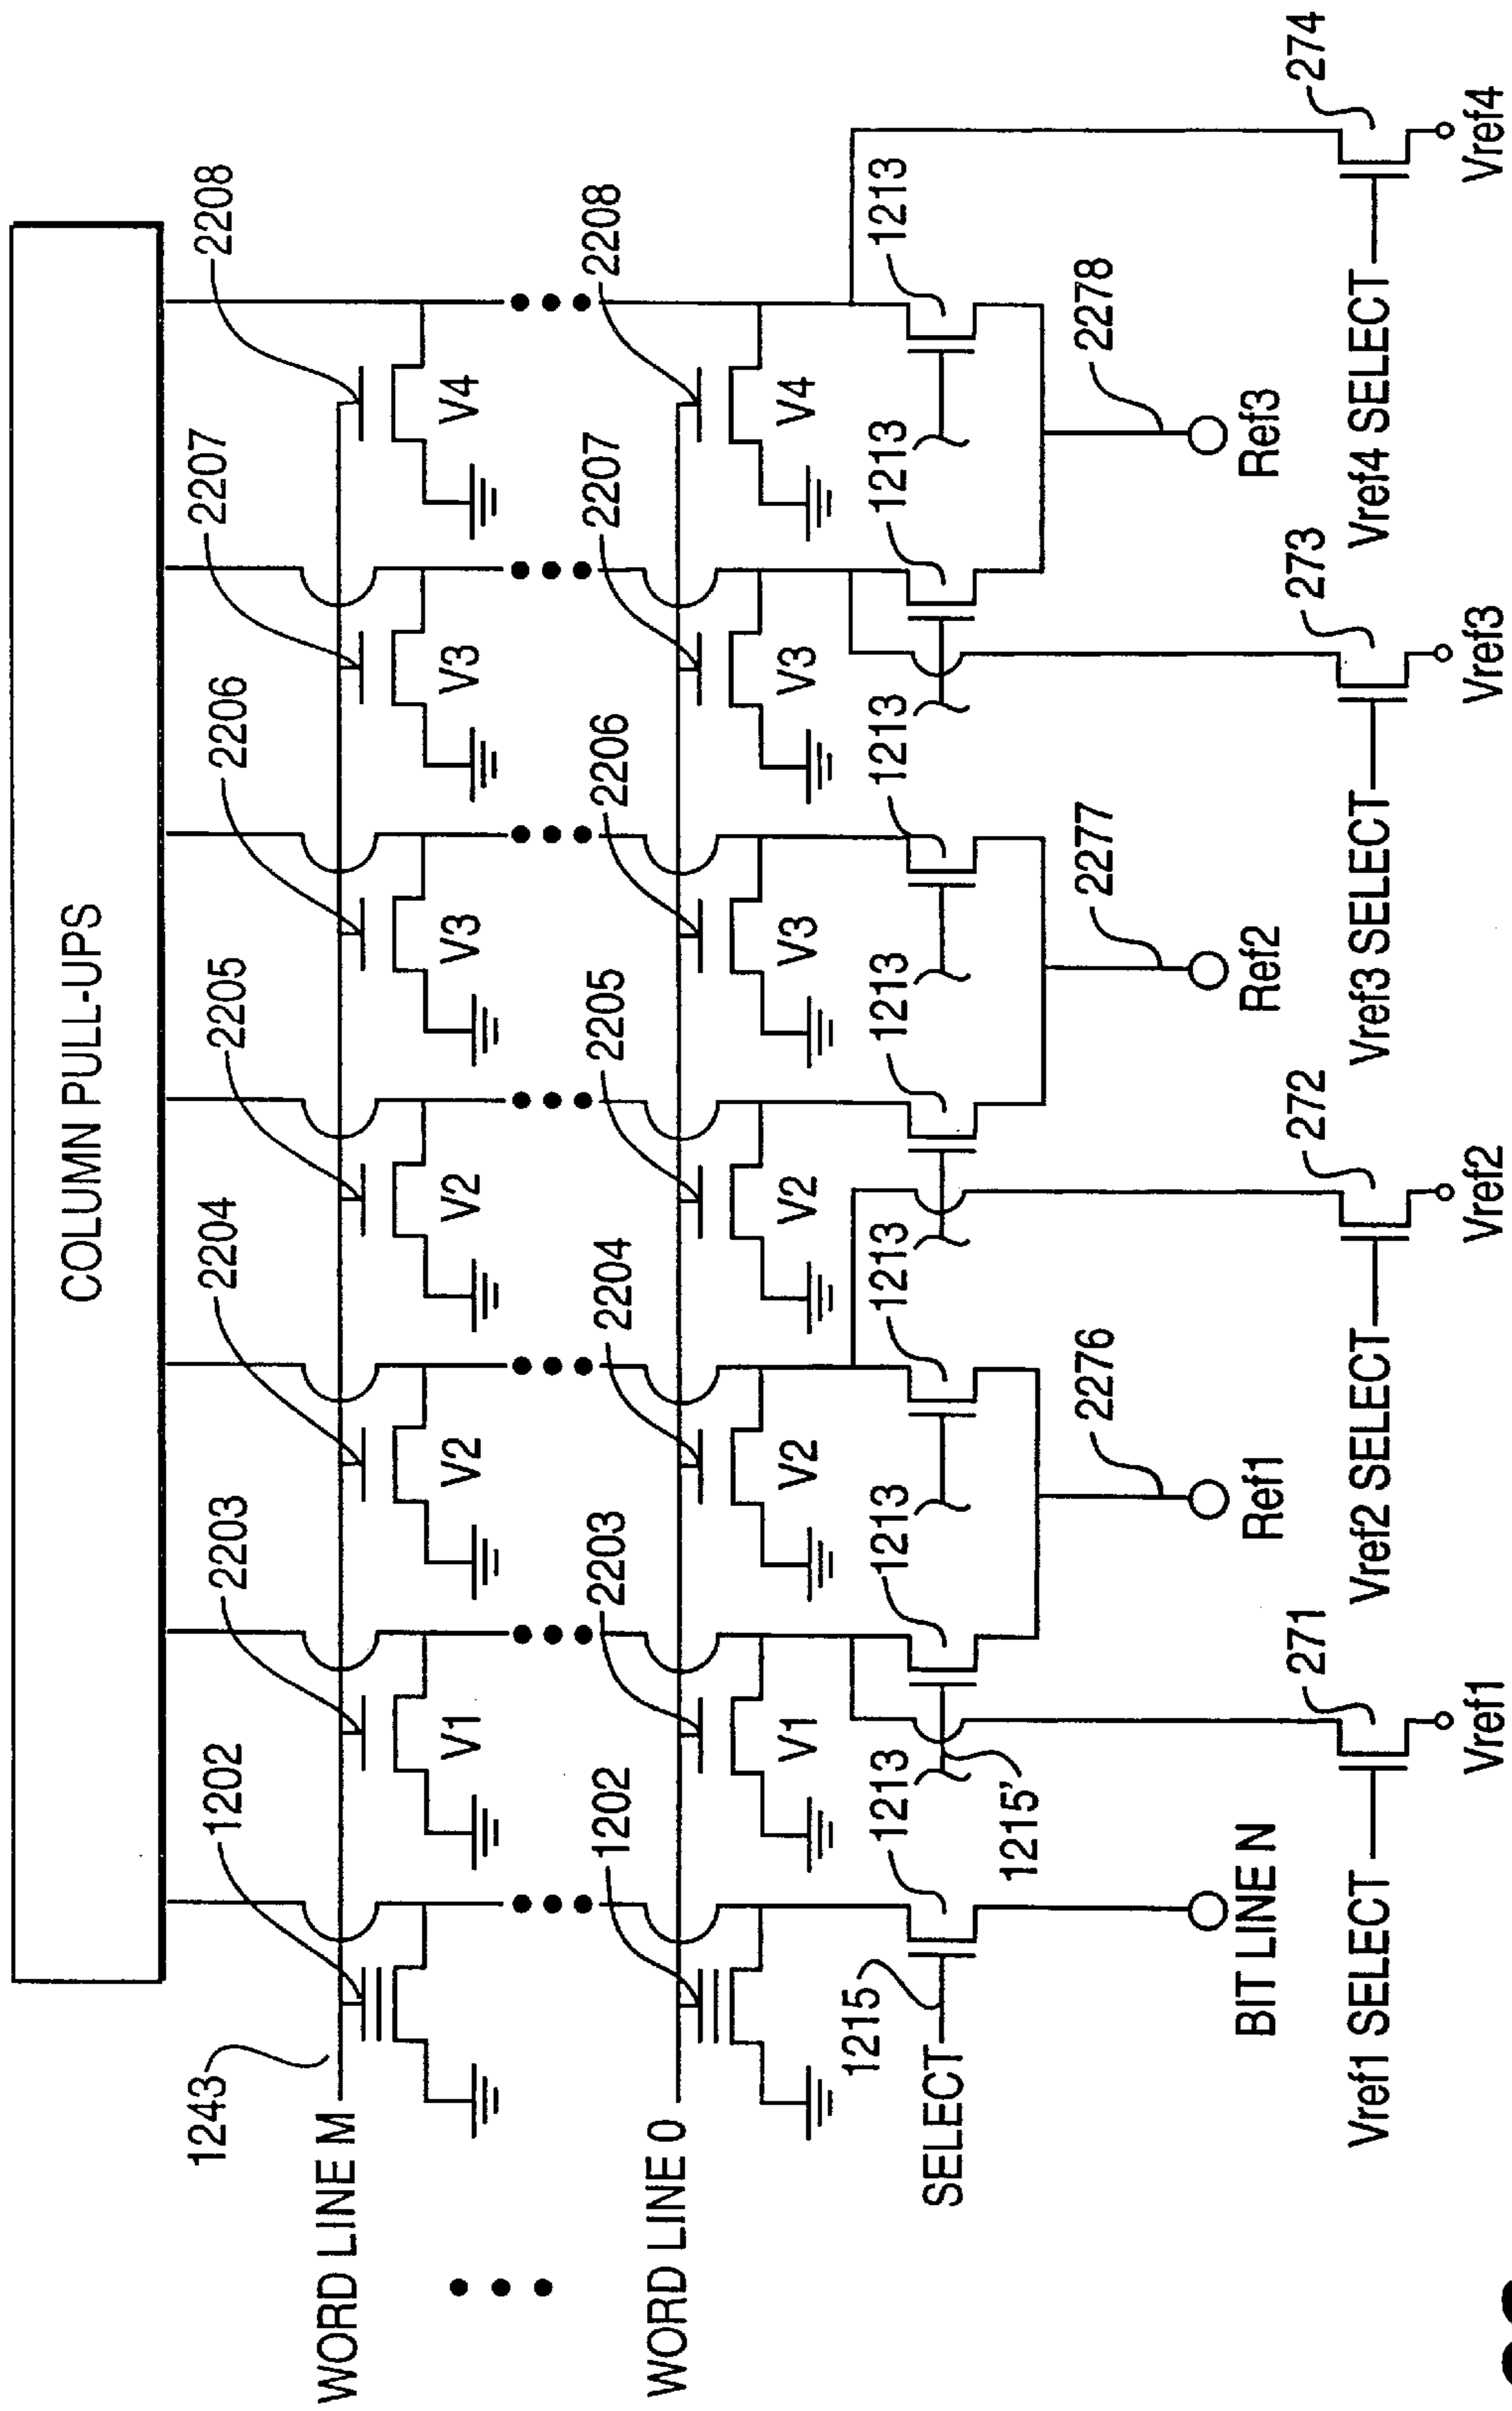 COLUMN PULL-UPS
1243 1202 2203 2204 2205 2206 2207 2208
WORD LINE M
V1 V2 V2 V3 V3 V4
1202 2203 2204 2205 2206 2207 2208
WORD LINE 0
V1 V2 V2 V3 V3 V4
1215 1213 1213 1213 1213 1213 1213 1213
SELECT
1215'
2276 2277 2278
BIT LINE N Ref1 Ref2 Ref3
271 272 273 274
Vref1 SELECT Vref2 SELECT Vref3 SELECT Vref4 SELECT
Vref1 Vref2 Vref3 Vref4